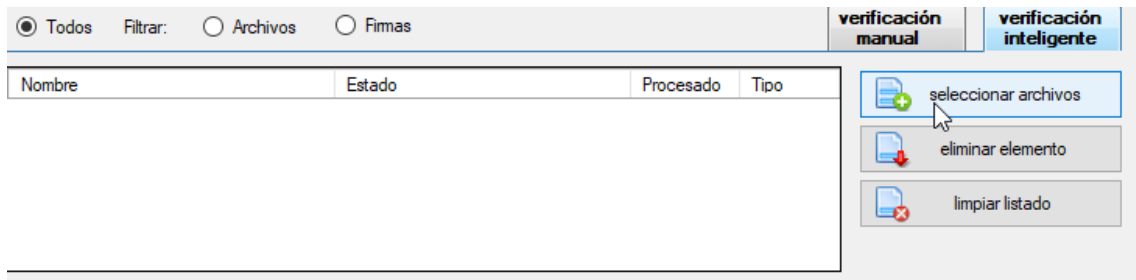 Todos Filtrar: Archivos Firmas
verificación
manual
verificación
inteligente
Nombre Estado Procesado Tipo
seleccionar archivos
eliminar elemento
limpiar listado